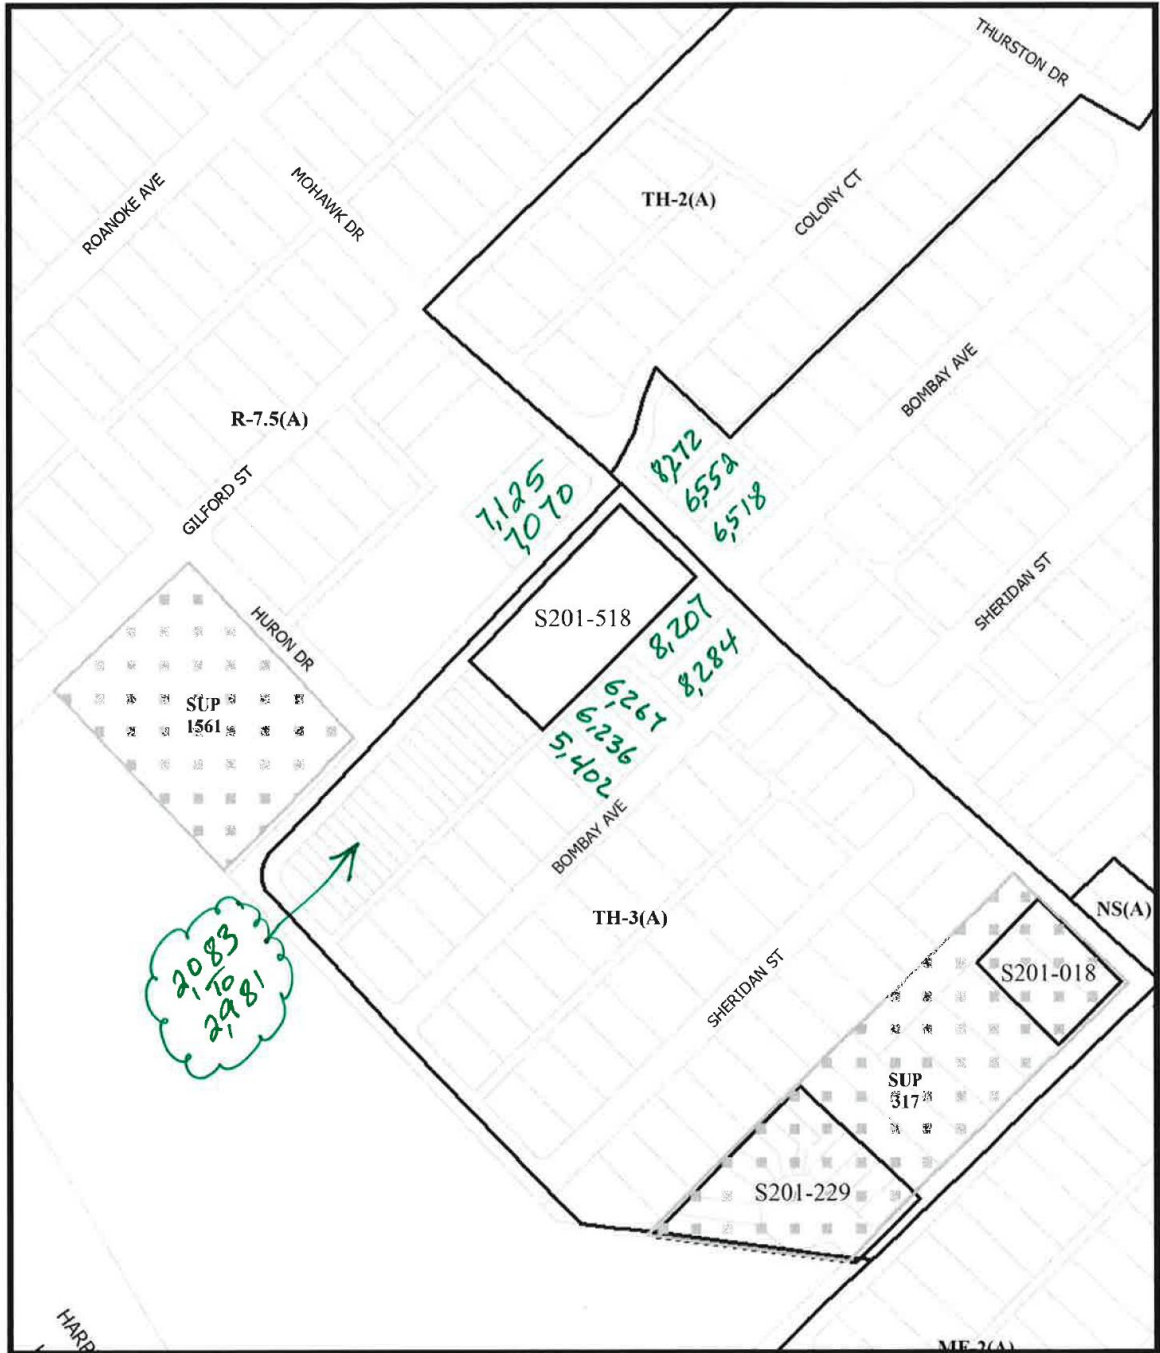 THURSTON DR
ROANOKE AVE
MOHAWK DR
TH-2(A)
COLONY CT
BOMBAY AVE
R-7.5(A)
GILFORD ST
7,125
7,070
8,272
6,552
6,518
HURON DR
S201-518
SHERIDAN ST
8,207
8,284
SUP
1561
6,267
6,236
5,402
BOMBAY AVE
TH-3(A)
NS(A)
2,083
TO
2,981
SHERIDAN ST
S201-018
SUP
317
S201-229
MF-2(A)